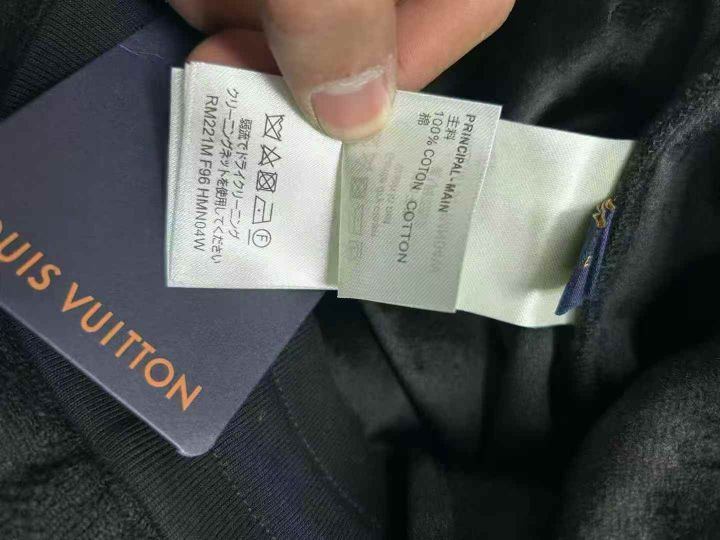 LOUIS VUITTON
弱流でドライクリーニング
クリーニングネットを使用してください
RM221M F96 HMN04W
PRINCIPAL-MAIN
主料
100% COTON COTTON
棉